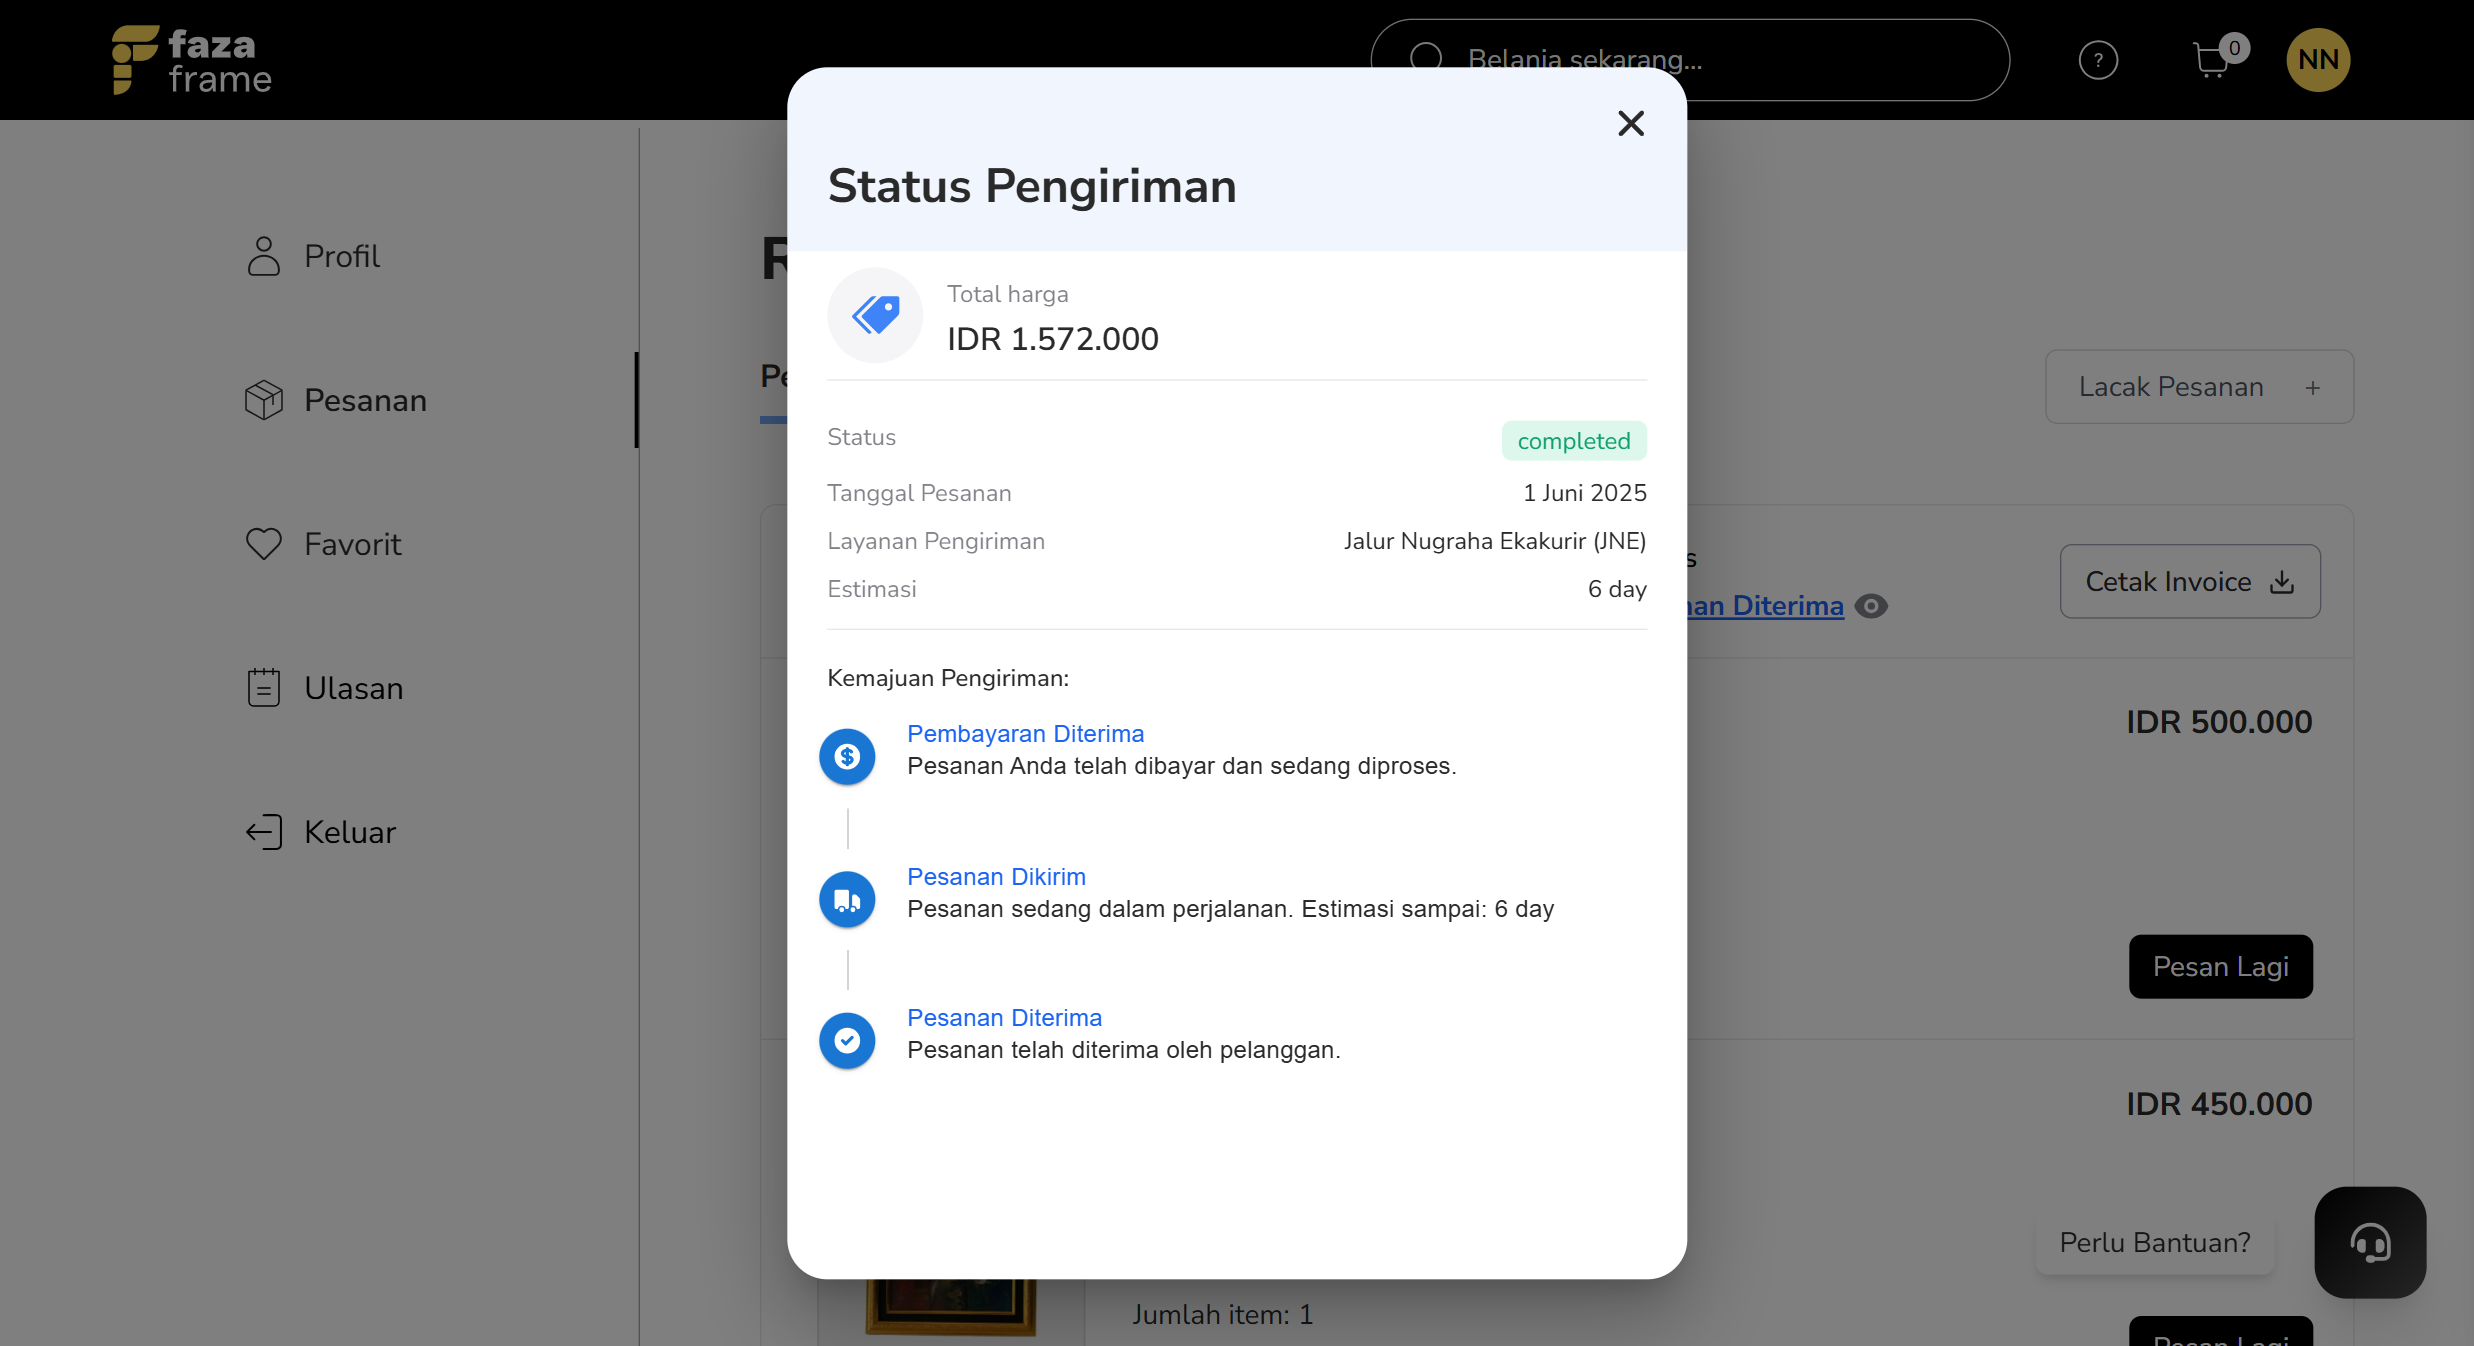 faza
frame
Belanja sekarang...
?
0
NN
Profil
Pesanan
Favorit
Ulasan
Keluar
Status Pengiriman
Total harga
IDR 1.572.000
Status
completed
Tanggal Pesanan
1 Juni 2025
Layanan Pengiriman
Jalur Nugraha Ekakurir (JNE)
Estimasi
6 day
Kemajuan Pengiriman:
Pembayaran Diterima
Pesanan Anda telah dibayar dan sedang diproses.
Pesanan Dikirim
Pesanan sedang dalam perjalanan. Estimasi sampai: 6 day
Pesanan Diterima
Pesanan telah diterima oleh pelanggan.
Lacak Pesanan +
Diterima
Cetak Invoice
IDR 500.000
Pesan Lagi
IDR 450.000
Perlu Bantuan?
Jumlah item: 1
Pesan Lagi